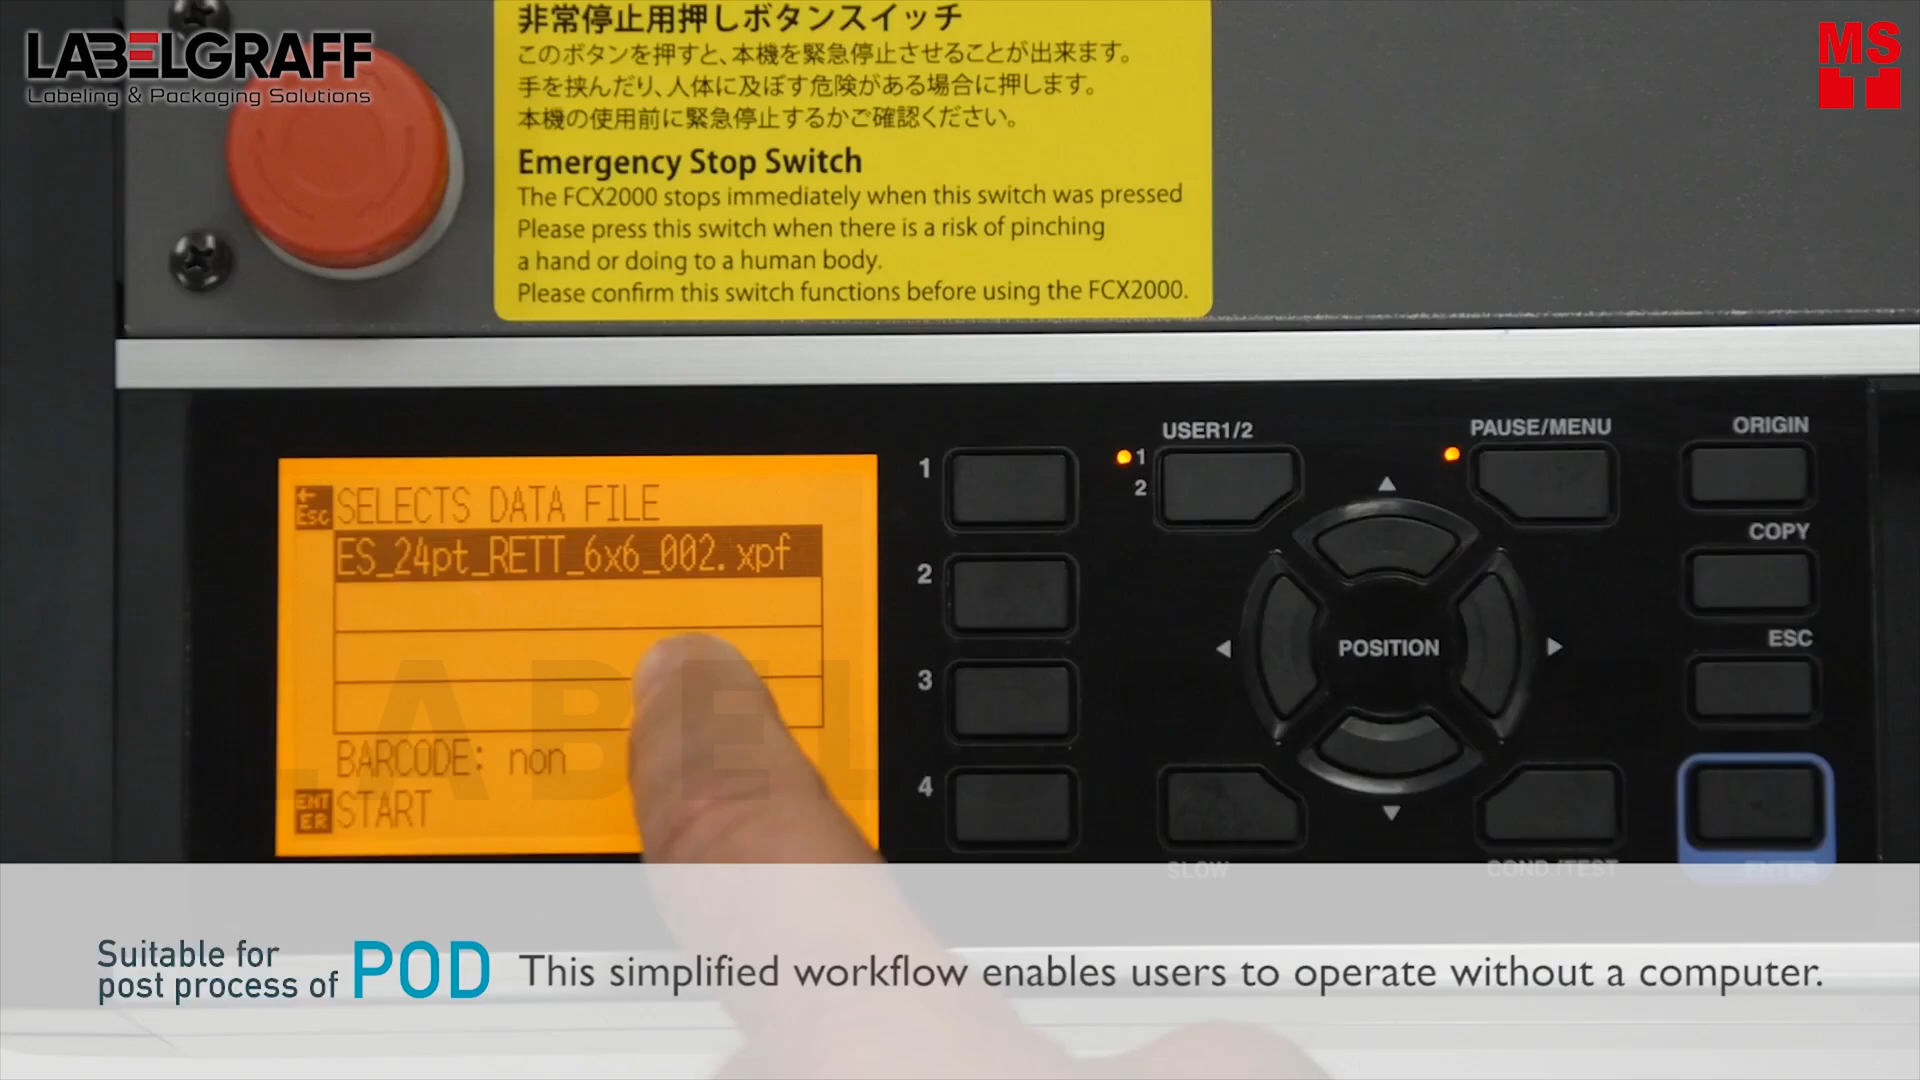 LABELGRAFF
Labeling & Packaging Solutions
MS
非常停止用押しボタンスイッチ
このボタンを押すと、本機を緊急停止させることが出来ます。
手を挟んだり、人体に及ぼす危険がある場合に押します。
本機の使用前に緊急停止するかご確認ください。
Emergency Stop Switch
The FCX2000 stops immediately when this switch was pressed
Please press this switch when there is a risk of pinching
a hand or doing to a human body.
Please confirm this switch functions before using the FCX2000.
← Esc SELECTS DATA FILE
ES_24pt_RETT_6x6_002.xpf
BARCODE: non
ENTER START
LABEL
1
2
3
4
USER1/2
1
2
PAUSE/MENU
ORIGIN
COPY
ESC
POSITION
SLOW
COND./TEST
ENTER
Suitable for
post process of POD
This simplified workflow enables users to operate without a computer.